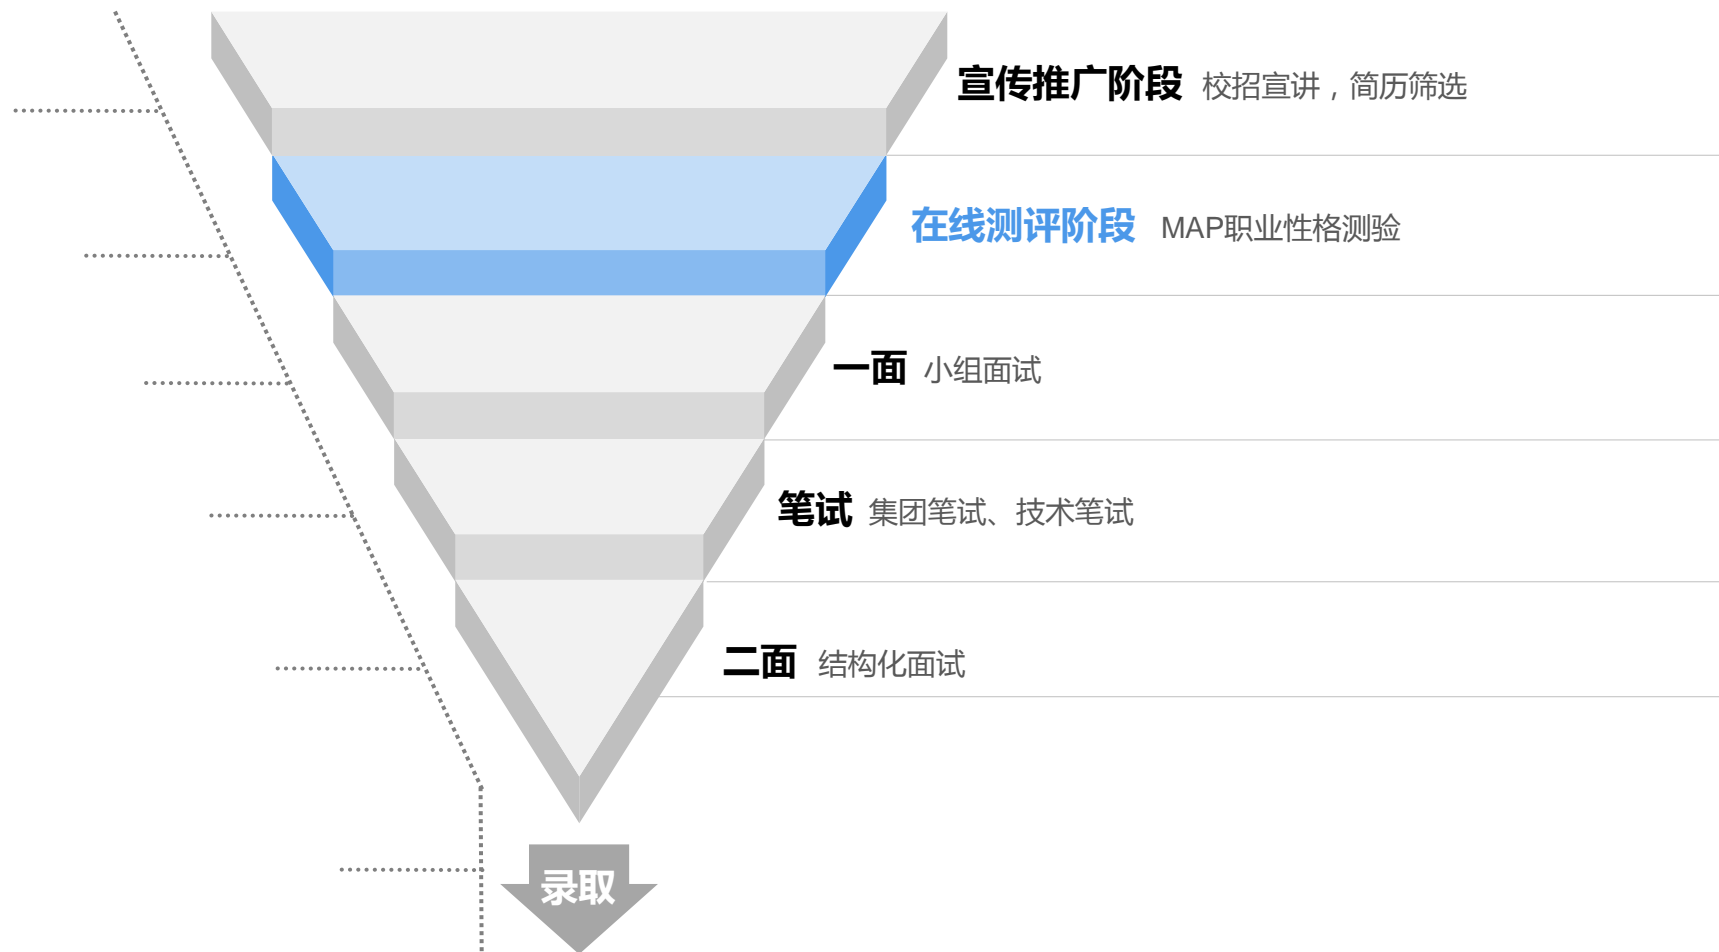 宣传推广阶段 校招宣讲，简历筛选
在线测评阶段 MAP职业性格测验
一面 小组面试
笔试 集团笔试、技术笔试
二面 结构化面试
录取